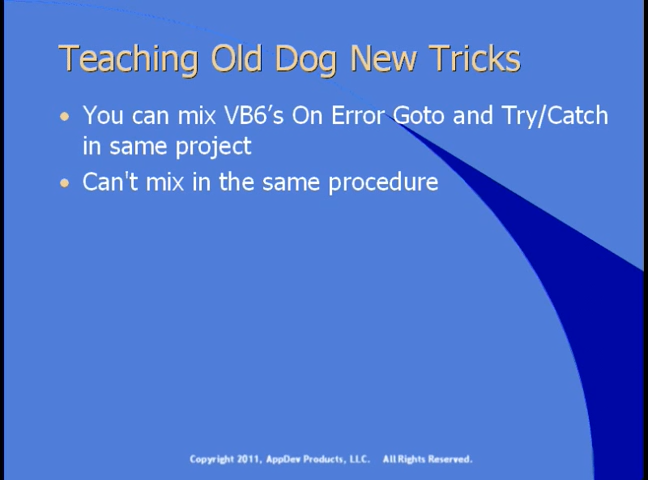 Teaching Old Dog New Tricks
• You can mix VB6's On Error Goto and Try/Catch
in same project
• Can't mix in the same procedure
Copyright 2011, AppDev Products, LLC. All Rights Reserved.